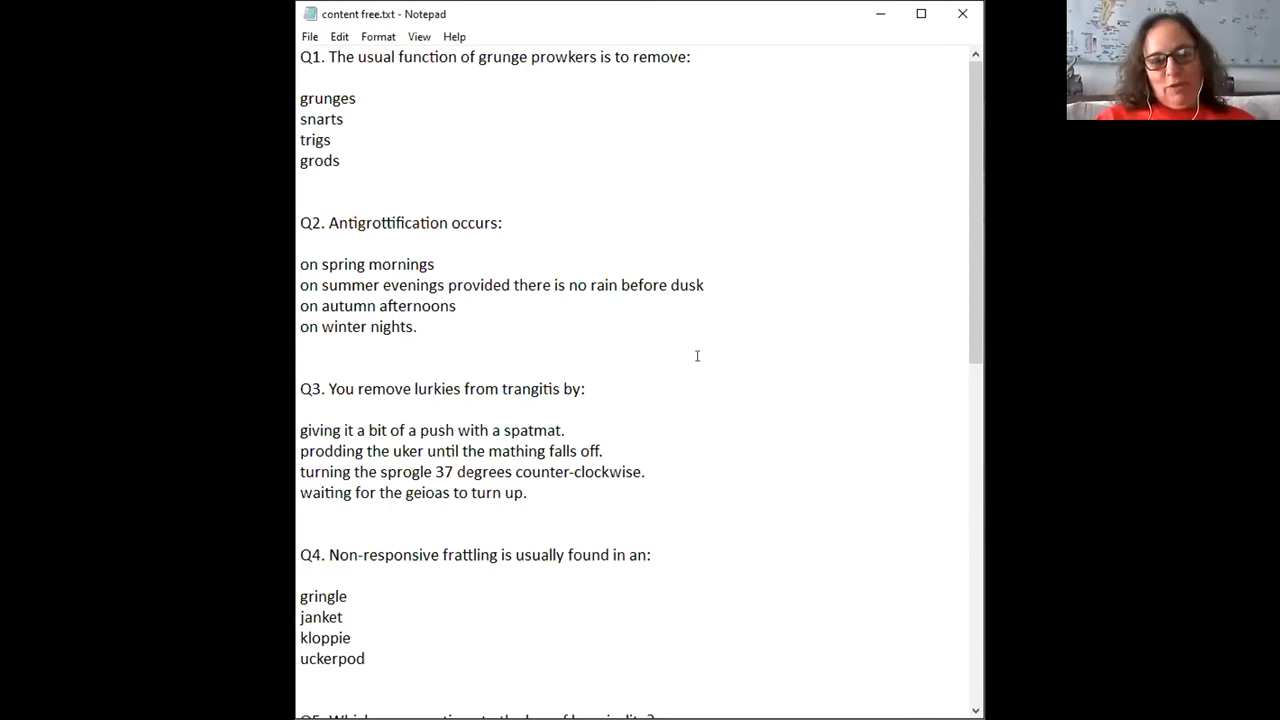 content free.txt - Notepad
File Edit Format View Help
Q1. The usual function of grunge prowkers is to remove:
grunges
snarts
trigs
grods
Q2. Antigrottification occurs:
on spring mornings
on summer evenings provided there is no rain before dusk
on autumn afternoons
on winter nights.
Q3. You remove lurkies from trangitis by:
giving it a bit of a push with a spatmat.
prodding the uker until the mathing falls off.
turning the sprogle 37 degrees counter-clockwise.
waiting for the geioas to turn up.
Q4. Non-responsive frattling is usually found in an:
gringle
janket
kloppie
uckerpod